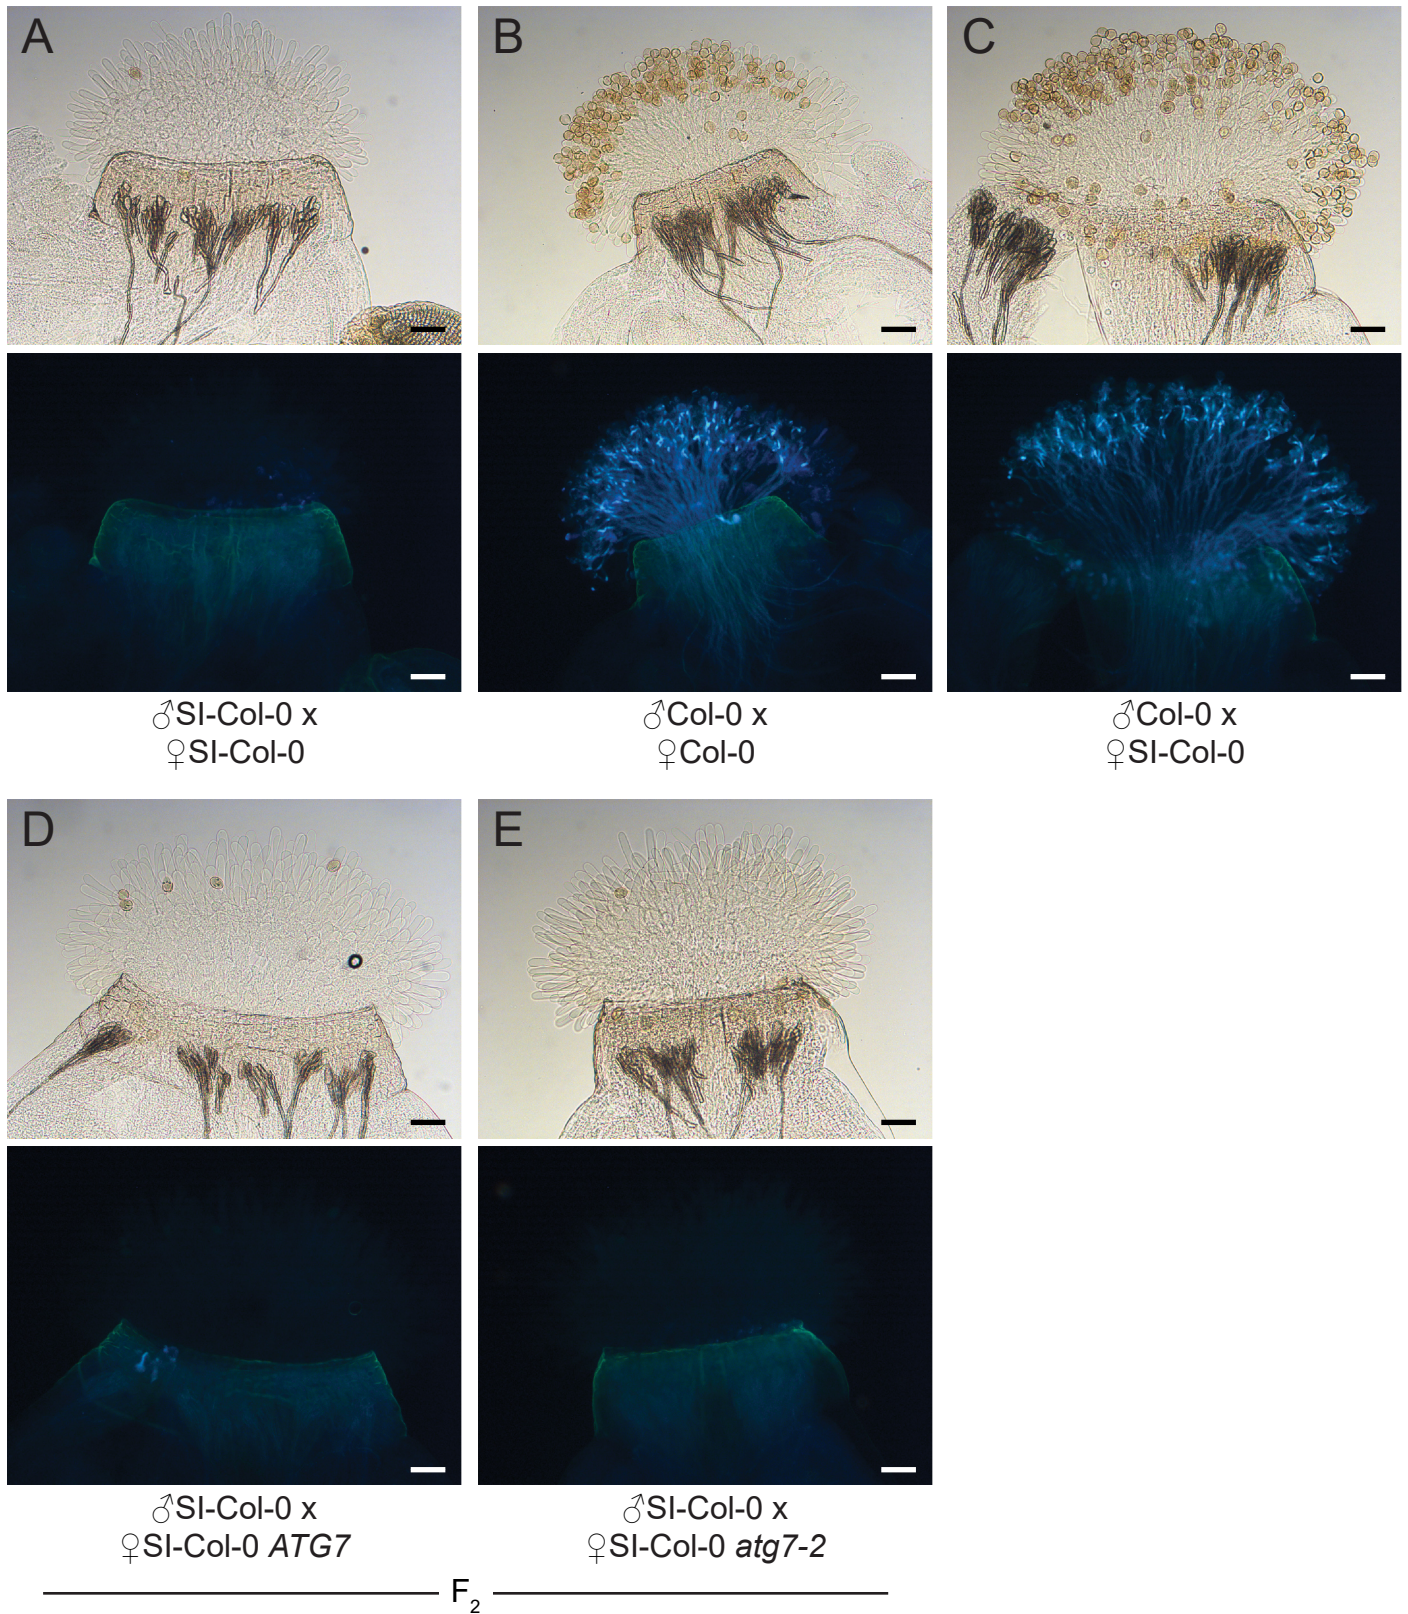 A
B
C
♂SI-Col-0 x
♀SI-Col-0
♂Col-0 x
♀Col-0
♂Col-0 x
♀SI-Col-0
D
E
♂SI-Col-0 x
♀SI-Col-0 ATG7
♂SI-Col-0 x
♀SI-Col-0 atg7-2
F2